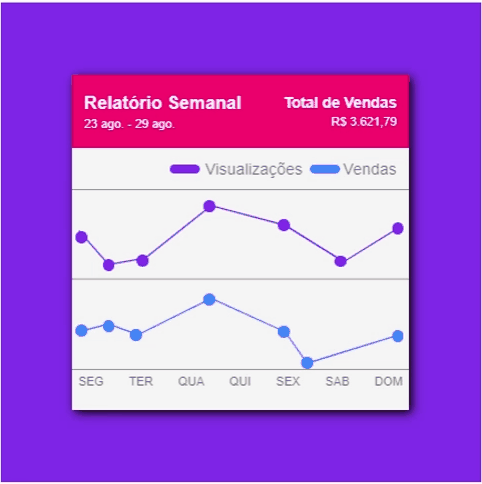 Relatório Semanal
23 ago. - 29 ago.
Total de Vendas
R$ 3.621,79
Visualizações
Vendas
SEG TER QUA QUI SEX SAB DOM